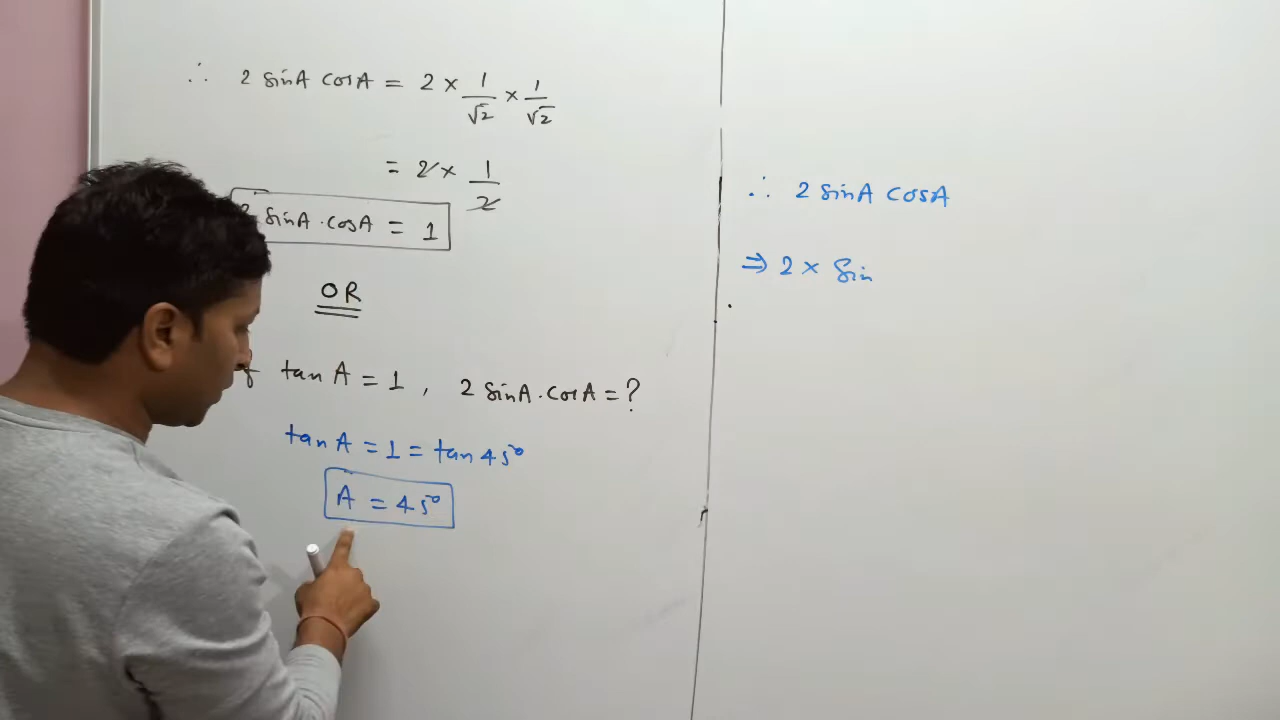 ∴ 2 sinA cosA = 2 × 1/√2 × 1/√2
= 2 × 1/2
sinA · cosA = 1
OR
tan A = 1, 2 sinA · cosA = ?
tan A = 1 = tan 45°
A = 45°
∴ 2 sinA cosA
⇒ 2 × sin